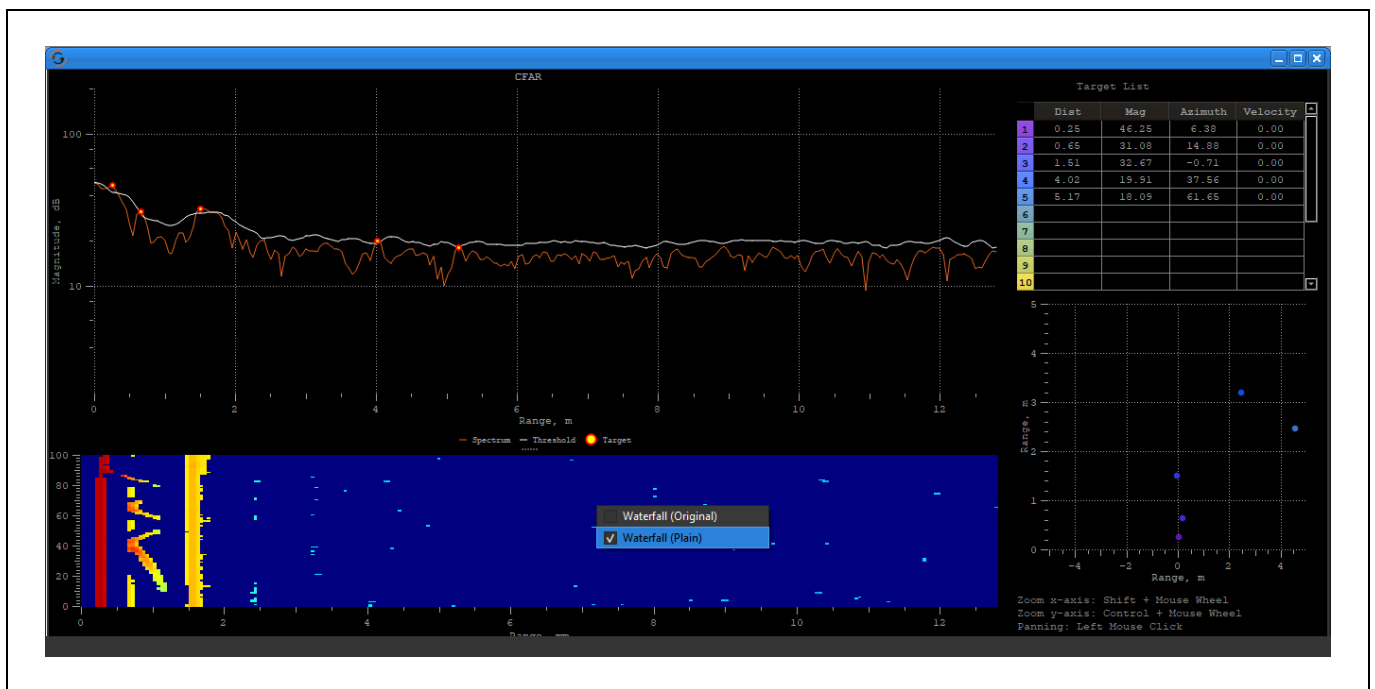 CFAR
100
10
Magnitude, dB
0 2 4 6 8 10 12
Range, m
Spectrum Threshold Target
100
80
60
40
20
0
0 2 4 6 8 10 12
Range, mm
Waterfall (Original)
Waterfall (Plain)
Target List
Dist Mag Azimuth Velocity
1 0.25 46.25 6.38 0.00
2 0.65 31.08 14.88 0.00
3 1.51 32.67 -0.71 0.00
4 4.02 19.91 37.56 0.00
5 5.17 18.09 61.65 0.00
6
7
8
9
10
5
4
3
2
1
0
Range, m
-4 -2 0 2 4
Range, m
Zoom x-axis: Shift + Mouse Wheel
Zoom y-axis: Control + Mouse Wheel
Panning: Left Mouse Click